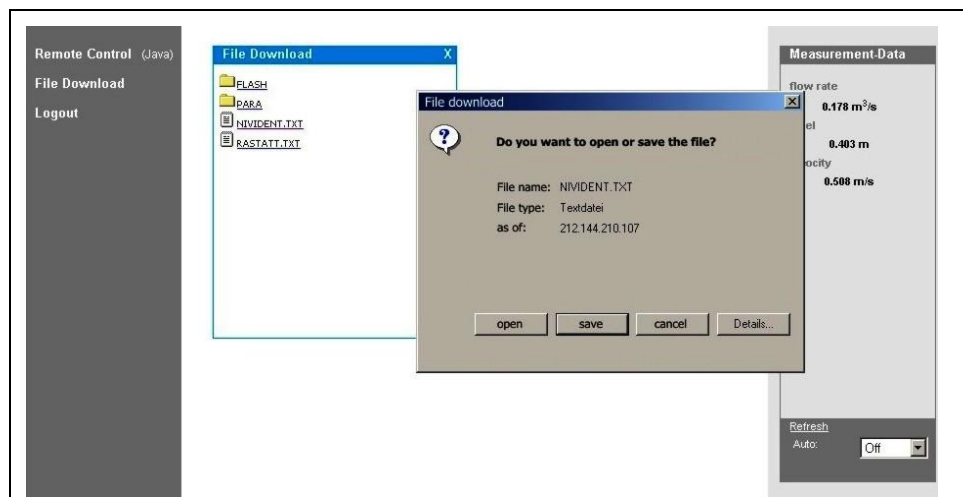 Remote Control (Java)
File Download
Logout
File Download X
FLASH
PARA
NIVIDENT.TXT
RASTATT.TXT
File download
Do you want to open or save the file?
File name: NIVIDENT.TXT
File type: Textdatei
as of: 212.144.210.107
open save cancel Details...
Measurement-Data
flow rate
0.178 m³/s
el
0.403 m
ocity
0.508 m/s
Refresh
Auto: Off